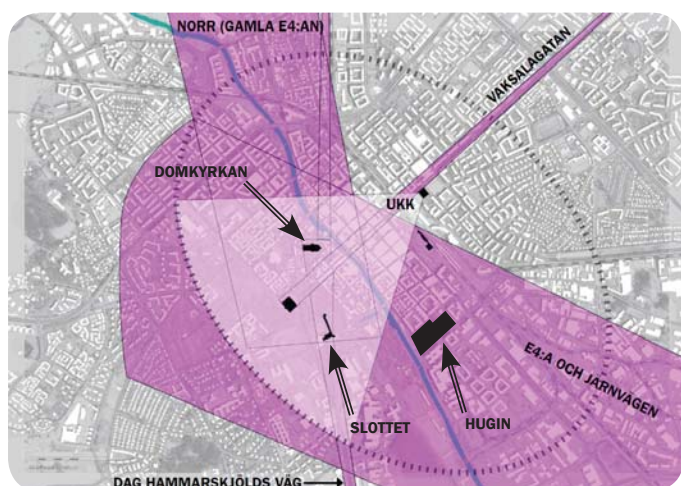 NORR (GAMLA E4:AN)
VAKSALAGATAN
DOMKYRKAN
UKK
E4:A OCH JÄRNVÄGEN
SLOTTET
HUGIN
DAG HAMMARSKJÖLDS VÄG